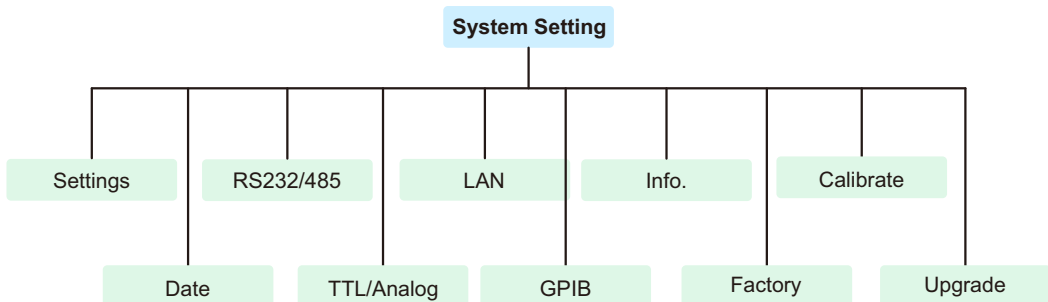 System Setting
Settings
RS232/485
LAN
Info.
Calibrate
Date
TTL/Analog
GPIB
Factory
Upgrade